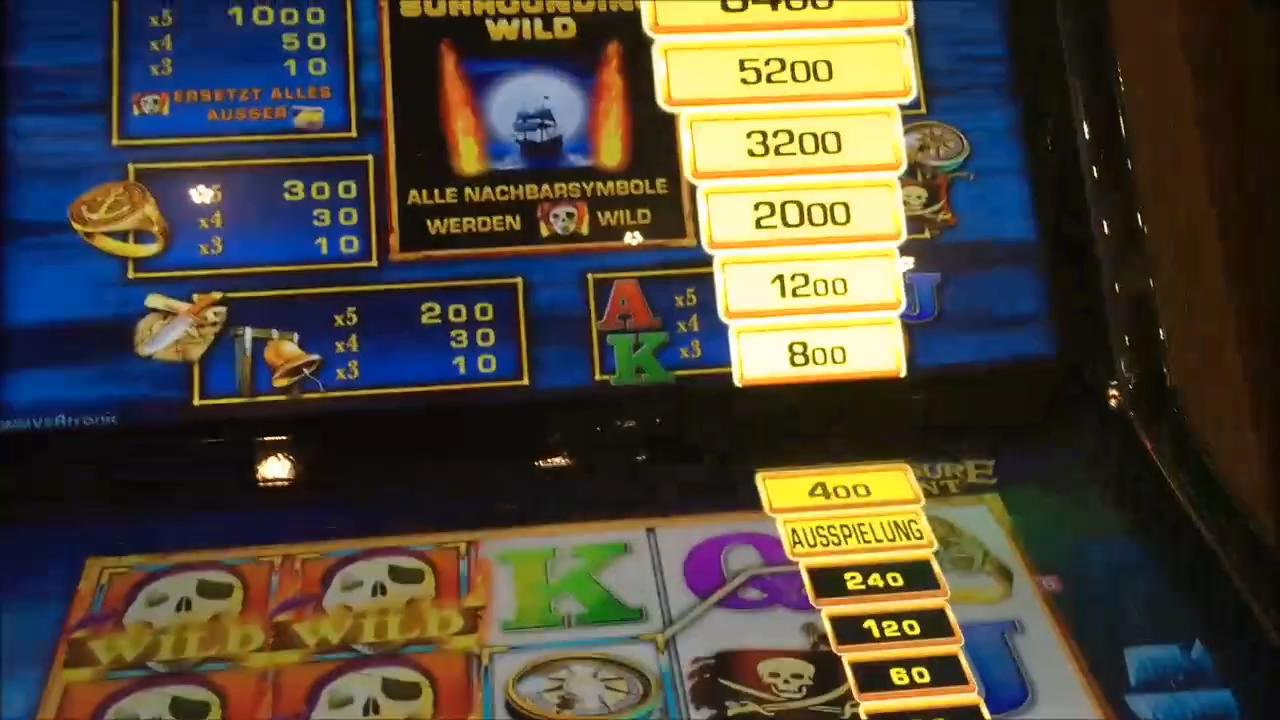 x5 1000
x4 50
x3 10
ERSETZT ALLES
AUSSER
SURROUNDING
WILD
ALLE NACHBARSYMBOLE
WERDEN WILD
x5 300
x4 30
x3 10
x5 200
x4 30
x3 10
A
K
x5
x4
x3
J
6400
5200
3200
2000
1200
800
400
AUSSPIELUNG
240
120
60
WILD
WILD
K
Q
J